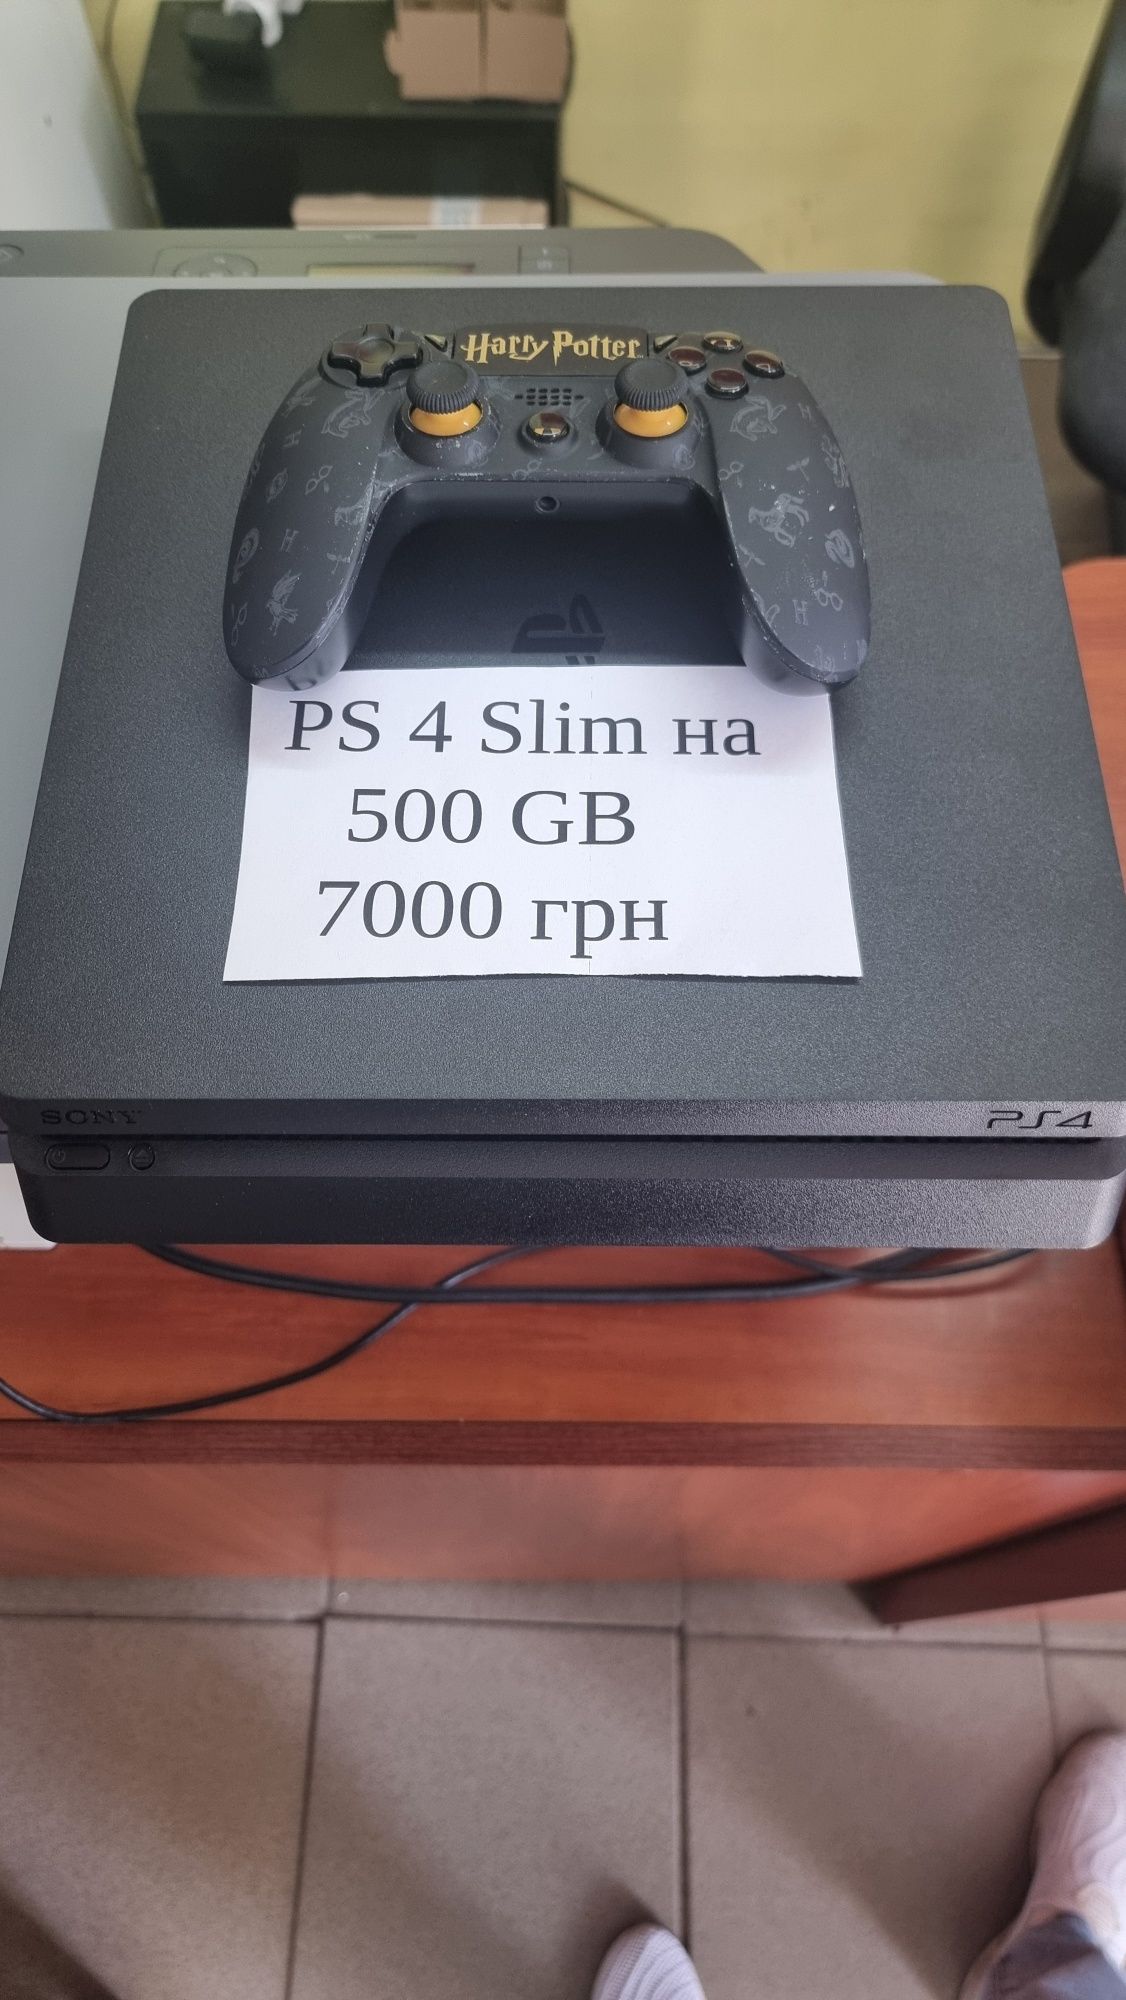 Harry Potter
PS 4 Slim на
500 GB
7000 грн
SONY
PS4